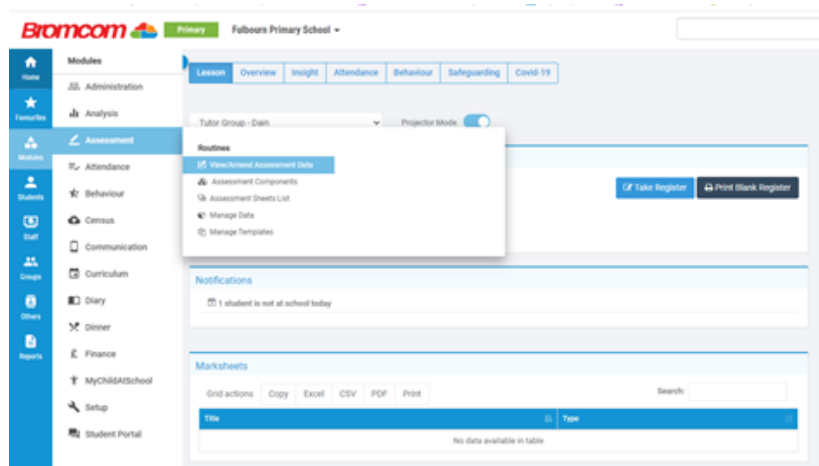 Bromcom Primary Fulbourn Primary School
Home
Favourites
Modules
Students
Staff
Groups
Others
Reports
Modules
Administration
Analysis
Assessment
Attendance
Behaviour
Census
Communication
Curriculum
Diary
Dinner
Finance
MyChildAtSchool
Setup
Student Portal
Lesson Overview Insight Attendance Behaviour Safeguarding Covid-19
Tutor Group - Dain Projector Mode
Routines
View/Amend Assessment Data
Assessment Components
Assessment Sheets List
Manage Data
Manage Templates
Take Register Print Blank Register
Notifications
1 student is not at school today
Marksheets
Grid actions Copy Excel CSV PDF Print Search:
Title Type
No data available in table